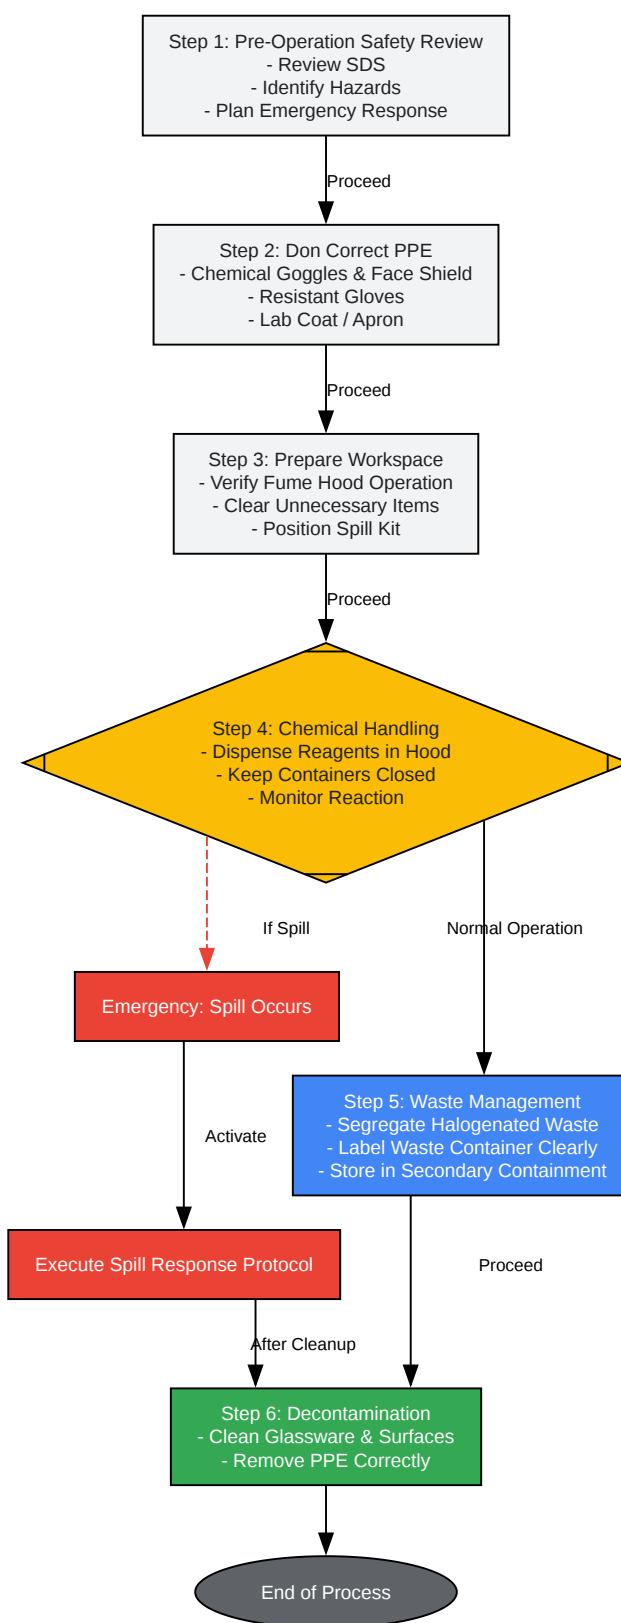 Step 1: Pre-Operation Safety Review
- Review SDS
- Identify Hazards
- Plan Emergency Response
Proceed
Step 2: Don Correct PPE
- Chemical Goggles & Face Shield
- Resistant Gloves
- Lab Coat / Apron
Proceed
Step 3: Prepare Workspace
- Verify Fume Hood Operation
- Clear Unnecessary Items
- Position Spill Kit
Proceed
Step 4: Chemical Handling
- Dispense Reagents in Hood
- Keep Containers Closed
- Monitor Reaction
If Spill
Normal Operation
Emergency: Spill Occurs
Step 5: Waste Management
- Segregate Halogenated Waste
- Label Waste Container Clearly
- Store in Secondary Containment
Activate
Execute Spill Response Protocol
Proceed
After Cleanup
Step 6: Decontamination
- Clean Glassware & Surfaces
- Remove PPE Correctly
End of Process